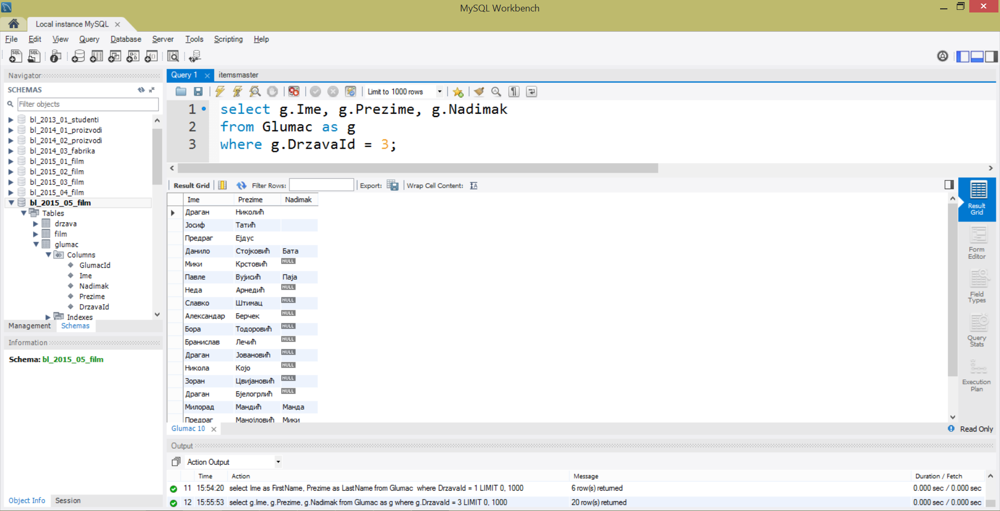 MySQL Workbench
Local instance MySQL
File Edit View Query Database Server Tools Scripting Help
Navigator
SCHEMAS
Filter objects
bl_2013_01_studenti
bl_2014_01_proizvodi
bl_2014_02_proizvodi
bl_2014_03_fabrika
bl_2015_01_film
bl_2015_02_film
bl_2015_03_film
bl_2015_04_film
bl_2015_05_film
Tables
drzava
film
glumac
Columns
GlumacId
Ime
Nadimak
Prezime
DrzavaId
Indexes
Management Schemas
Information
Schema: bl_2015_05_film
Object Info Session
Query 1 itemsmaster
Limit to 1000 rows
1 select g.Ime, g.Prezime, g.Nadimak
2 from Glumac as g
3 where g.DrzavaId = 3;
Result Grid Filter Rows: Export: Wrap Cell Content:
Ime Prezime Nadimak
Драган Николић
Јосиф Татић
Предраг Ејдус
Данило Стојковић Бата
Мики Крстовић NULL
Павле Вујисић Паја
Неда Арнедић NULL
Славко Штимац NULL
Александар Берчек NULL
Бора Тодоровић NULL
Бранислав Лечић NULL
Драган Јовановић NULL
Никола Којо NULL
Зоран Цвијановић NULL
Драган Бјелогрлић NULL
Милорад Мандић Манда
Предраг Манојловић Мики
Result
Grid
Form
Editor
Field
Types
Query
Stats
Execution
Plan
Glumac 10
Read Only
Output
Action Output
Time Action Message Duration / Fetch
11 15:54:20 select Ime as FirstName, Prezime as LastName from Glumac where DrzavaId = 1 LIMIT 0, 1000 6 row(s) returned 0.000 sec / 0.000 sec
12 15:55:53 select g.Ime, g.Prezime, g.Nadimak from Glumac as g where g.DrzavaId = 3 LIMIT 0, 1000 20 row(s) returned 0.000 sec / 0.000 sec